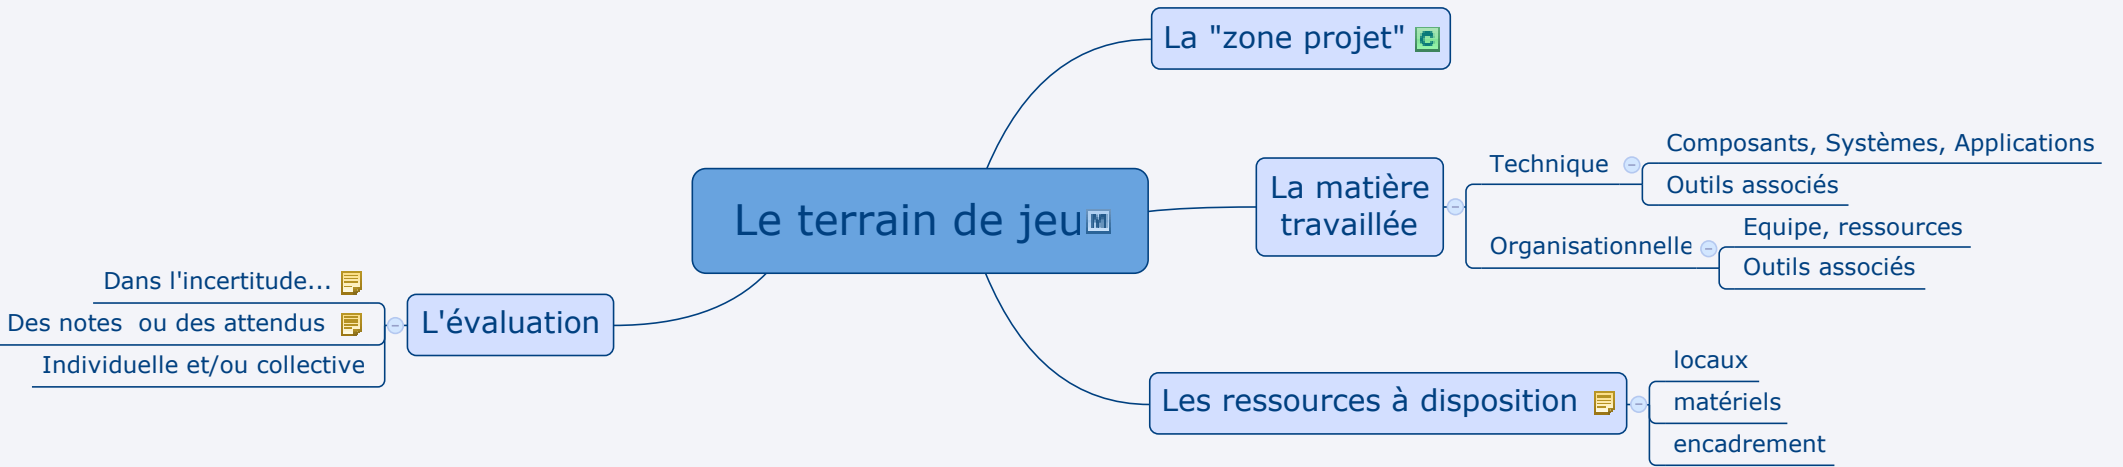 La "zone projet" C
Le terrain de jeu M
La matière
travaillée
Technique
Composants, Systèmes, Applications
Outils associés
Organisationnelle
Equipe, ressources
Outils associés
L'évaluation
Dans l'incertitude...
Des notes ou des attendus
Individuelle et/ou collective
Les ressources à disposition
locaux
matériels
encadrement